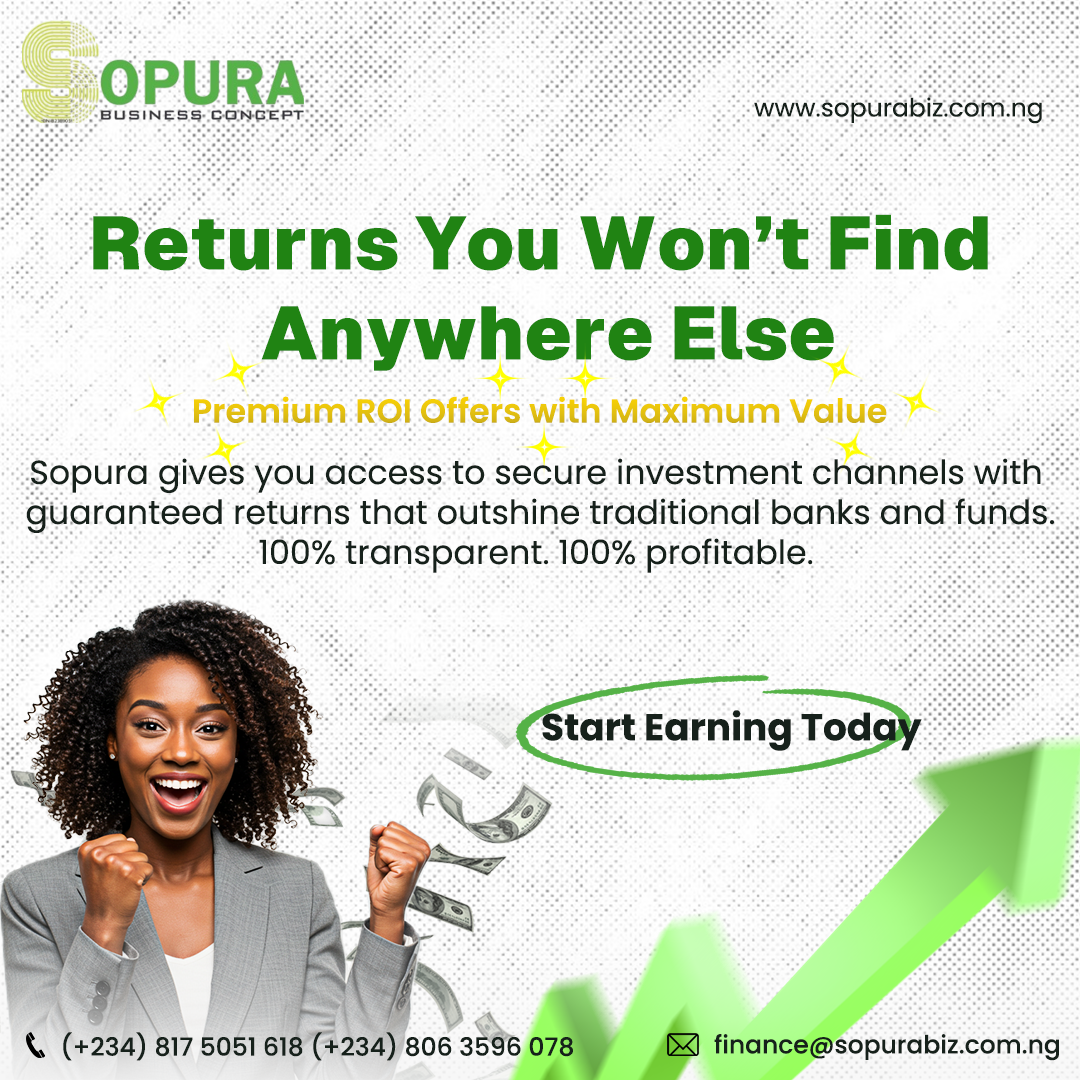 SOPURA
BUSINESS CONCEPT
www.sopurabiz.com.ng
Returns You Won't Find
Anywhere Else
Premium ROI Offers with Maximum Value
Sopura gives you access to secure investment channels with
guaranteed returns that outshine traditional banks and funds.
100% transparent. 100% profitable.
Start Earning Today
(+234) 817 5051 618 (+234) 806 3596 078
finance@sopurabiz.com.ng